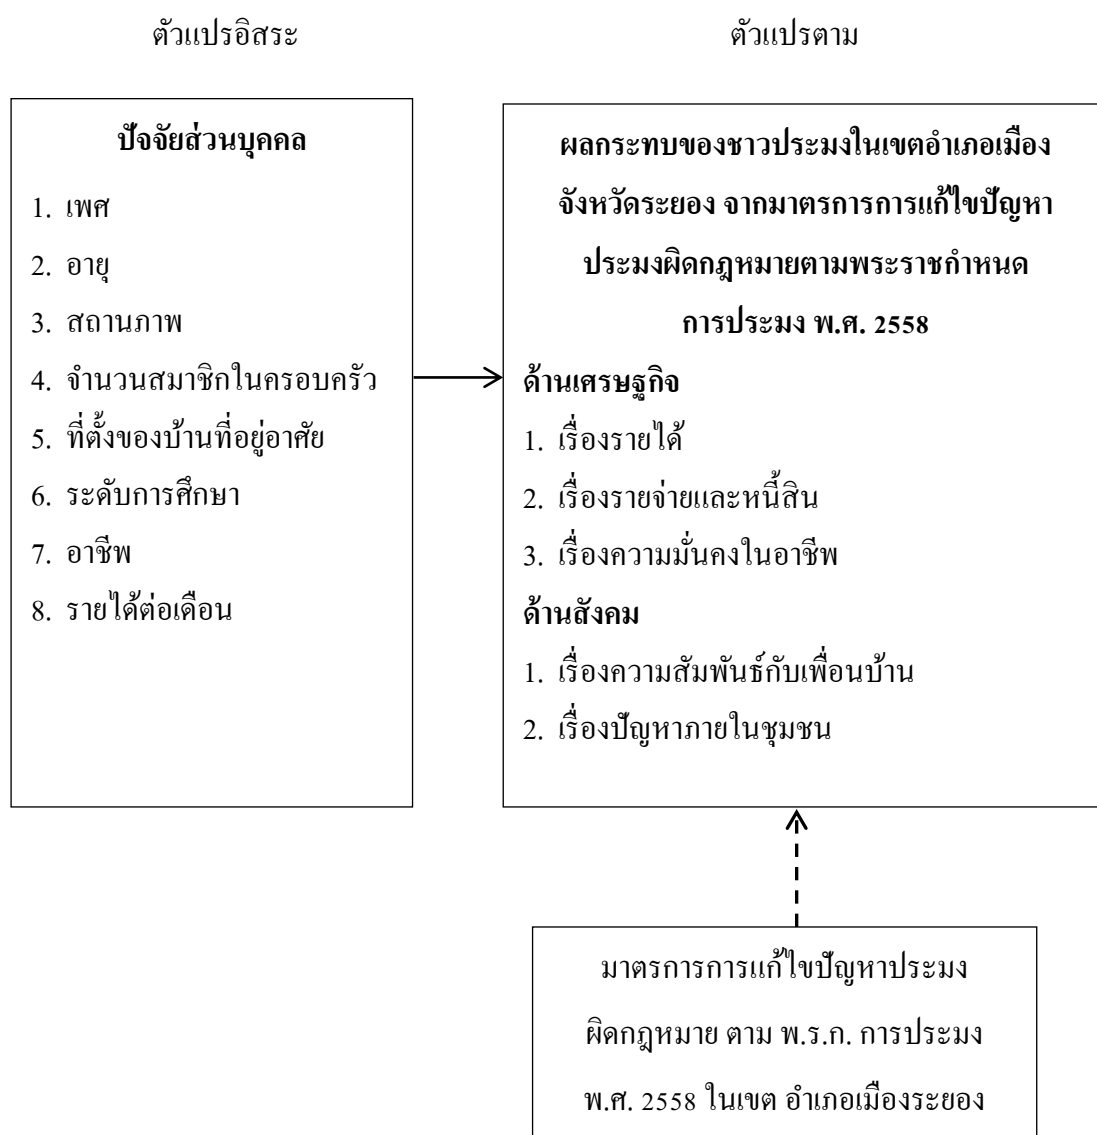 ตัวแปรอิสระ
ตัวแปรตาม
ปัจจัยส่วนบุคคล
1. เพศ
2. อายุ
3. สถานภาพ
4. จำนวนสมาชิกในครอบครัว
5. ที่ตั้งของบ้านที่อยู่อาศัย
6. ระดับการศึกษา
7. อาชีพ
8. รายได้ต่อเดือน
ผลกระทบของชาวประมงในเขตอำเภอเมือง
จังหวัดระยอง จากมาตรการการแก้ไขปัญหา
ประมงผิดกฎหมายตามพระราชกำหนด
การประมง พ.ศ. 2558
ด้านเศรษฐกิจ
1. เรื่องรายได้
2. เรื่องรายจ่ายและหนี้สิน
3. เรื่องความมั่นคงในอาชีพ
ด้านสังคม
1. เรื่องความสัมพันธ์กับเพื่อนบ้าน
2. เรื่องปัญหาภายในชุมชน
มาตรการการแก้ไขปัญหาประมง
ผิดกฎหมาย ตาม พ.ร.ก. การประมง
พ.ศ. 2558 ในเขต อำเภอเมืองระยอง